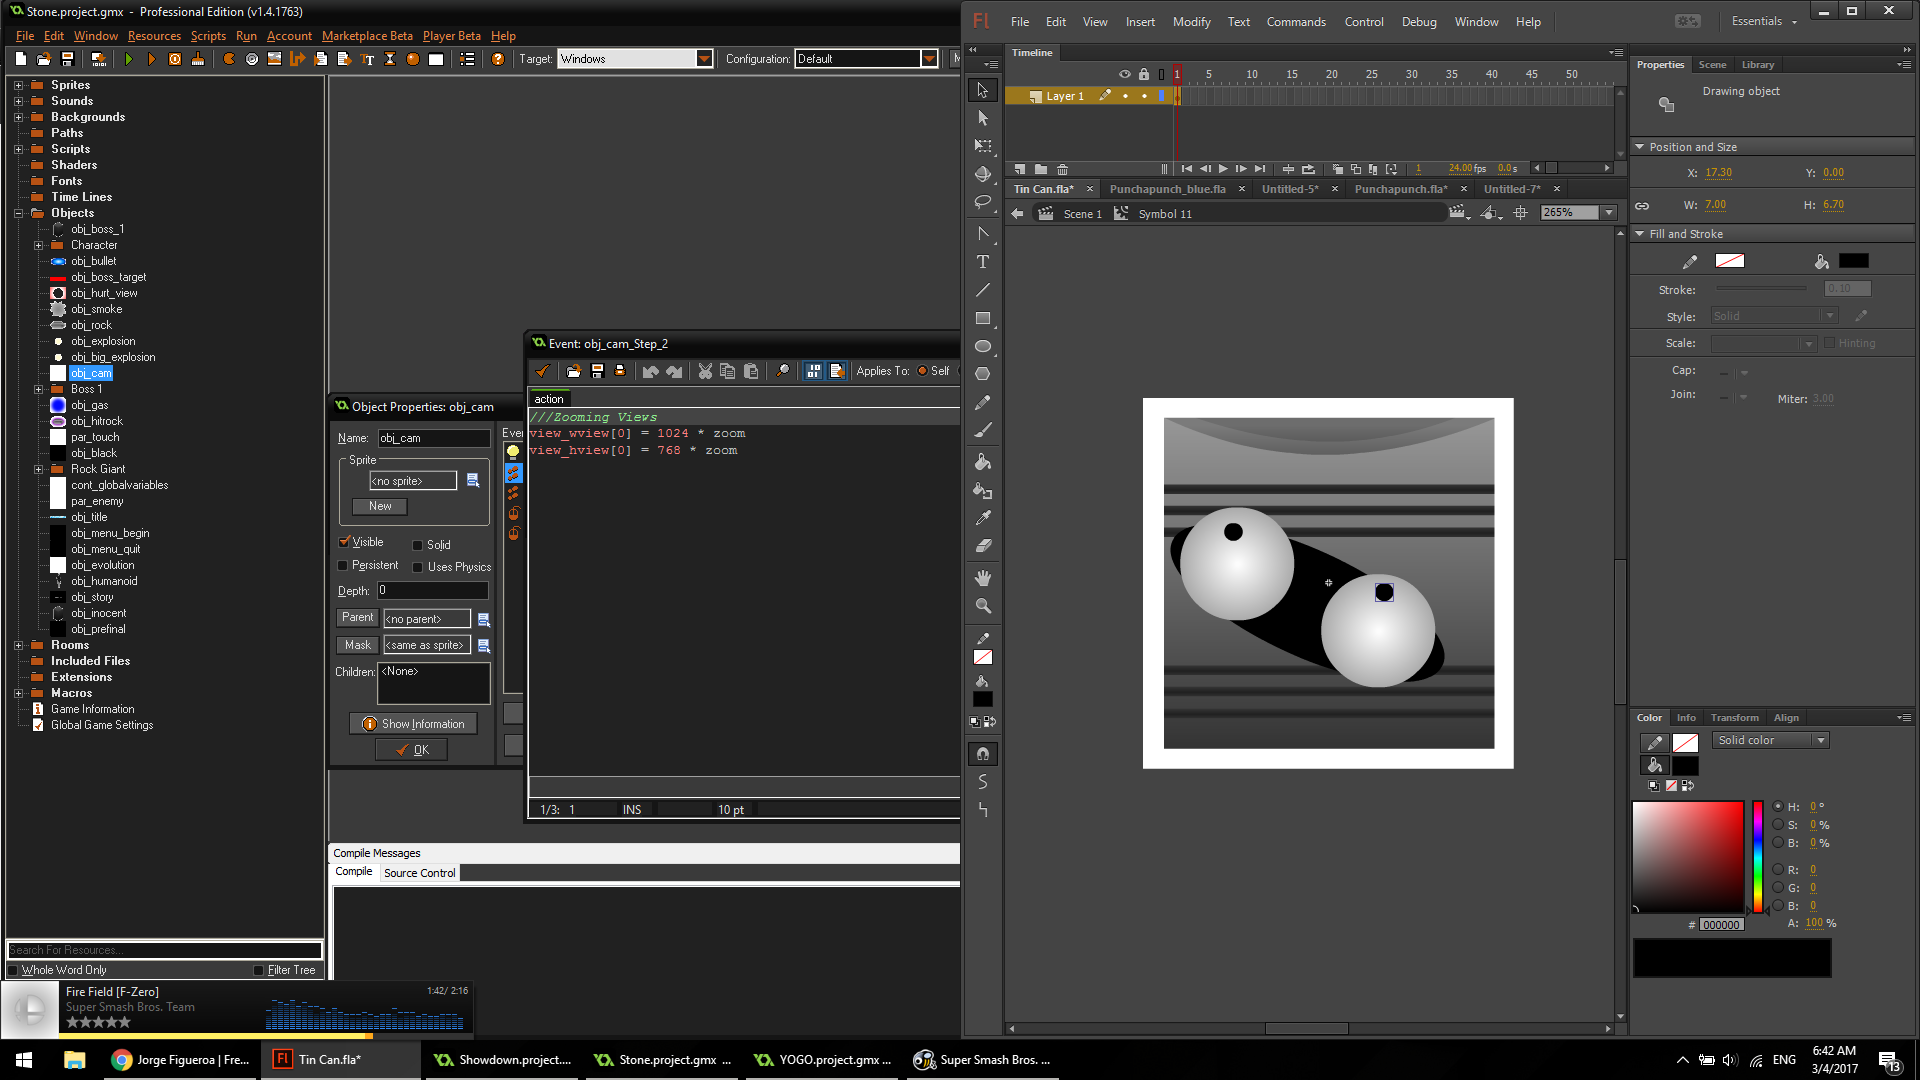 Stone.project.gmx - Professional Edition (v1.4.1763)
File Edit Window Resources Scripts Run Account Marketplace Beta Player Beta Help
Target: Windows
Configuration: Default
Sprites
Sounds
Backgrounds
Paths
Scripts
Shaders
Fonts
Time Lines
Objects
obj_boss_1
Character
obj_bullet
obj_boss_target
obj_hurt_view
obj_smoke
obj_rock
obj_explosion
obj_big_explosion
obj_cam
Boss 1
obj_gas
obj_hitrock
par_touch
obj_black
Rock Giant
cont_globalvariables
par_enemy
obj_title
obj_menu_begin
obj_menu_quit
obj_evolution
obj_humanoid
obj_story
obj_inocent
obj_prefinal
Rooms
Included Files
Extensions
Macros
Game Information
Global Game Settings
Search For Resources...
Whole Word Only Filter Tree
Object Properties: obj_cam
Name: obj_cam
Sprite
<no sprite>
New
Visible Solid
Persistent Uses Physics
Depth: 0
Parent <no parent>
Mask <same as sprite>
Children: <None>
Show Information
OK
Event: obj_cam_Step_2
Applies To: Self
action
///Zooming Views
view_wview[0] = 1024 * zoom
view_hview[0] = 768 * zoom
1/3: 1 INS 10 pt
Compile Messages
Compile Source Control
Fire Field [F-Zero] 1:42/ 2:16
Super Smash Bros. Team
Fl File Edit View Insert Modify Text Commands Control Debug Window Help Essentials
Timeline
1 5 10 15 20 25 30 35 40 45 50
Layer 1
1 24.00 fps 0.0 s
Tin Can.fla* Punchapunch_blue.fla Untitled-5* Punchapunch.fla* Untitled-7*
Scene 1 Symbol 11 265%
Properties Scene Library
Drawing object
Position and Size
X: 17.30 Y: 0.00
W: 7.00 H: 6.70
Fill and Stroke
Stroke: 0.10
Style: Solid
Scale: Hinting
Cap:
Join: Miter: 3.00
Color Info Transform Align
Solid color
H: 0 °
S: 0 %
B: 0 %
R: 0
G: 0
B: 0
# 000000 A: 100 %
Jorge Figueroa | Fre...
Fl Tin Can.fla*
Showdown.project....
Stone.project.gmx ...
YOGO.project.gmx ...
Super Smash Bros. ...
ENG
6:42 AM
3/4/2017
13